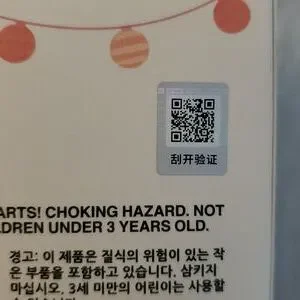 刮开验证
ARTS! CHOKING HAZARD. NOT
LDREN UNDER 3 YEARS OLD.
경고: 이 제품은 질식의 위험이 있는 작
은 부품을 포함하고 있습니다. 삼키지
마십시오. 3세 미만의 어린이는 사용할